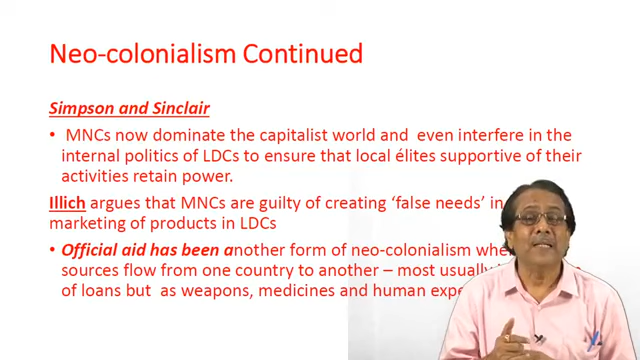 Neo-colonialism Continued
Simpson and Sinclair
• MNCs now dominate the capitalist world and even interfere in the
internal politics of LDCs to ensure that local élites supportive of their
activities retain power.
Illich argues that MNCs are guilty of creating ‘false needs’ in
marketing of products in LDCs
• Official aid has been another form of neo-colonialism
sources flow from one country to another – most usually
of loans but as weapons, medicines and human